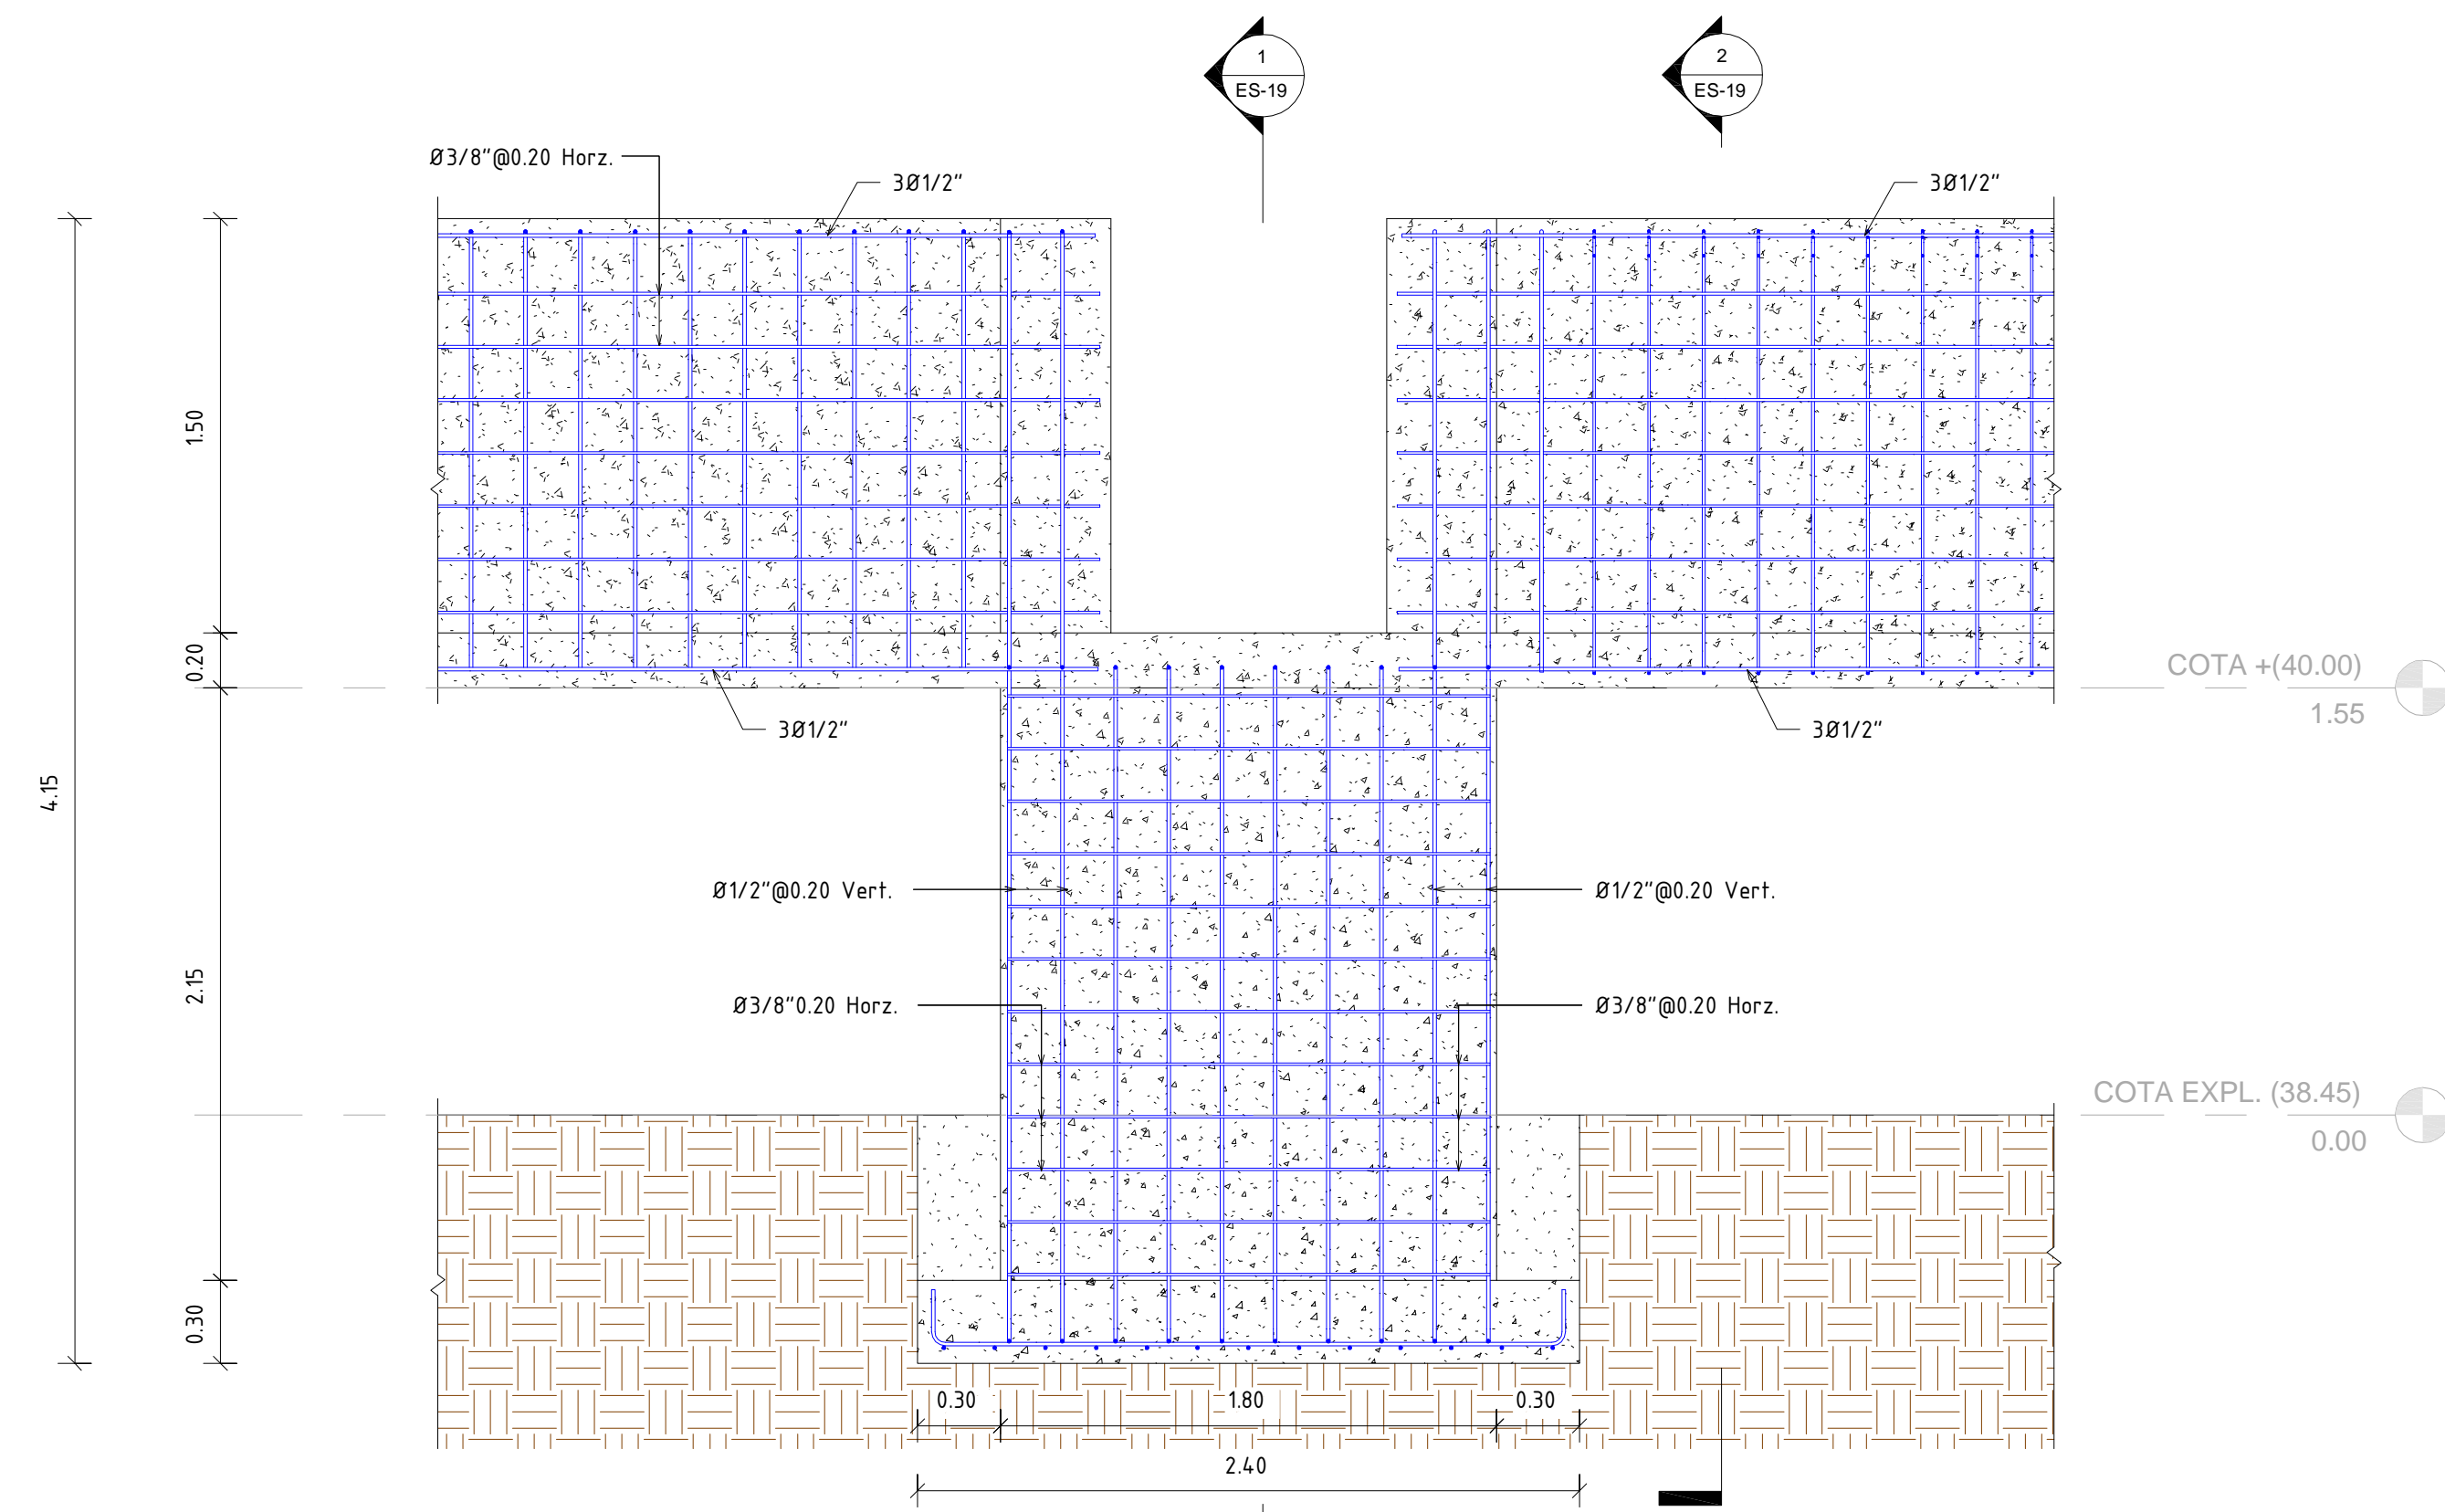 1
ES-19
2
ES-19
Ø3/8"@0.20 Horz.
3Ø1/2"
3Ø1/2"
1.50
0.20
COTA +(40.00)
1.55
3Ø1/2"
3Ø1/2"
4.15
Ø1/2"@0.20 Vert.
Ø1/2"@0.20 Vert.
2.15
Ø3/8"0.20 Horz.
Ø3/8"@0.20 Horz.
COTA EXPL. (38.45)
0.00
0.30
0.30
1.80
0.30
2.40